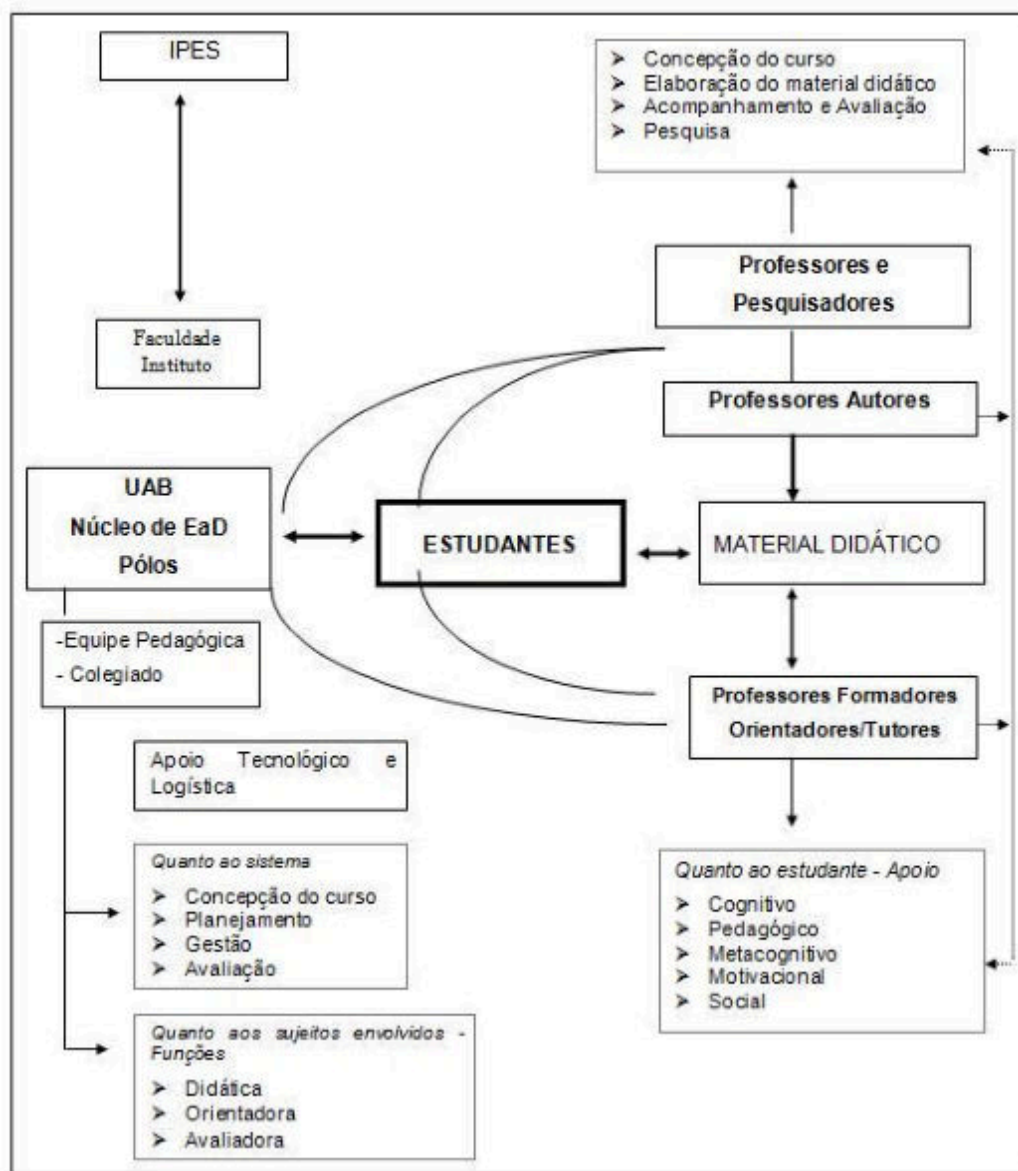 IPES
➢ Concepção do curso
➢ Elaboração do material didático
➢ Acompanhamento e Avaliação
➢ Pesquisa
Professores e
Pesquisadores
Faculdade
Instituto
Professores Autores
UAB
Núcleo de EaD
Pólos
ESTUDANTES
MATERIAL DIDÁTICO
-Equipe Pedagógica
- Colegiado
Professores Formadores
Orientadores/Tutores
Apoio Tecnológico e
Logística
Quanto ao sistema
➢ Concepção do curso
➢ Planejamento
➢ Gestão
➢ Avaliação
Quanto ao estudante - Apoio
➢ Cognitivo
➢ Pedagógico
➢ Metacognitivo
➢ Motivacional
➢ Social
Quanto aos sujeitos envolvidos -
Funções
➢ Didática
➢ Orientadora
➢ Avaliadora